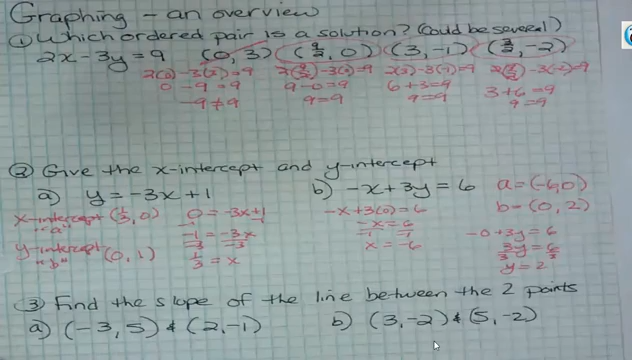 Graphing - an overview
① Which ordered pair is a solution? (Could be several)
2x - 3y = 9 (0, 3) (9/2, 0) (3, -1) (3/2, -2)
2(0) - 3(3) = 9 2(9/2) - 3(0) = 9 2(3) - 3(-1) = 9 2(3/2) - 3(-2) = 9
0 - 9 = 9 9 - 0 = 9 6 + 3 = 9 3 + 6 = 9
-9 ≠ 9 9 = 9 9 = 9 9 = 9
② Give the x-intercept and y-intercept
a) y = -3x + 1 b) -x + 3y = 6 a = (-6, 0)
x-intercept (1/3, 0) 0 = -3x + 1 -x + 3(0) = 6 b = (0, 2)
"a" -1 -1 -x = 6 -0 + 3y = 6
-1 = -3x -1 -1 3y = 6
-3 -3 x = -6 3 3
y-intercept (0, 1) 1/3 = x y = 2
"b"
③ Find the slope of the line between the 2 points
a) (-3, 5) & (2, -1) b) (3, -2) & (5, -2)